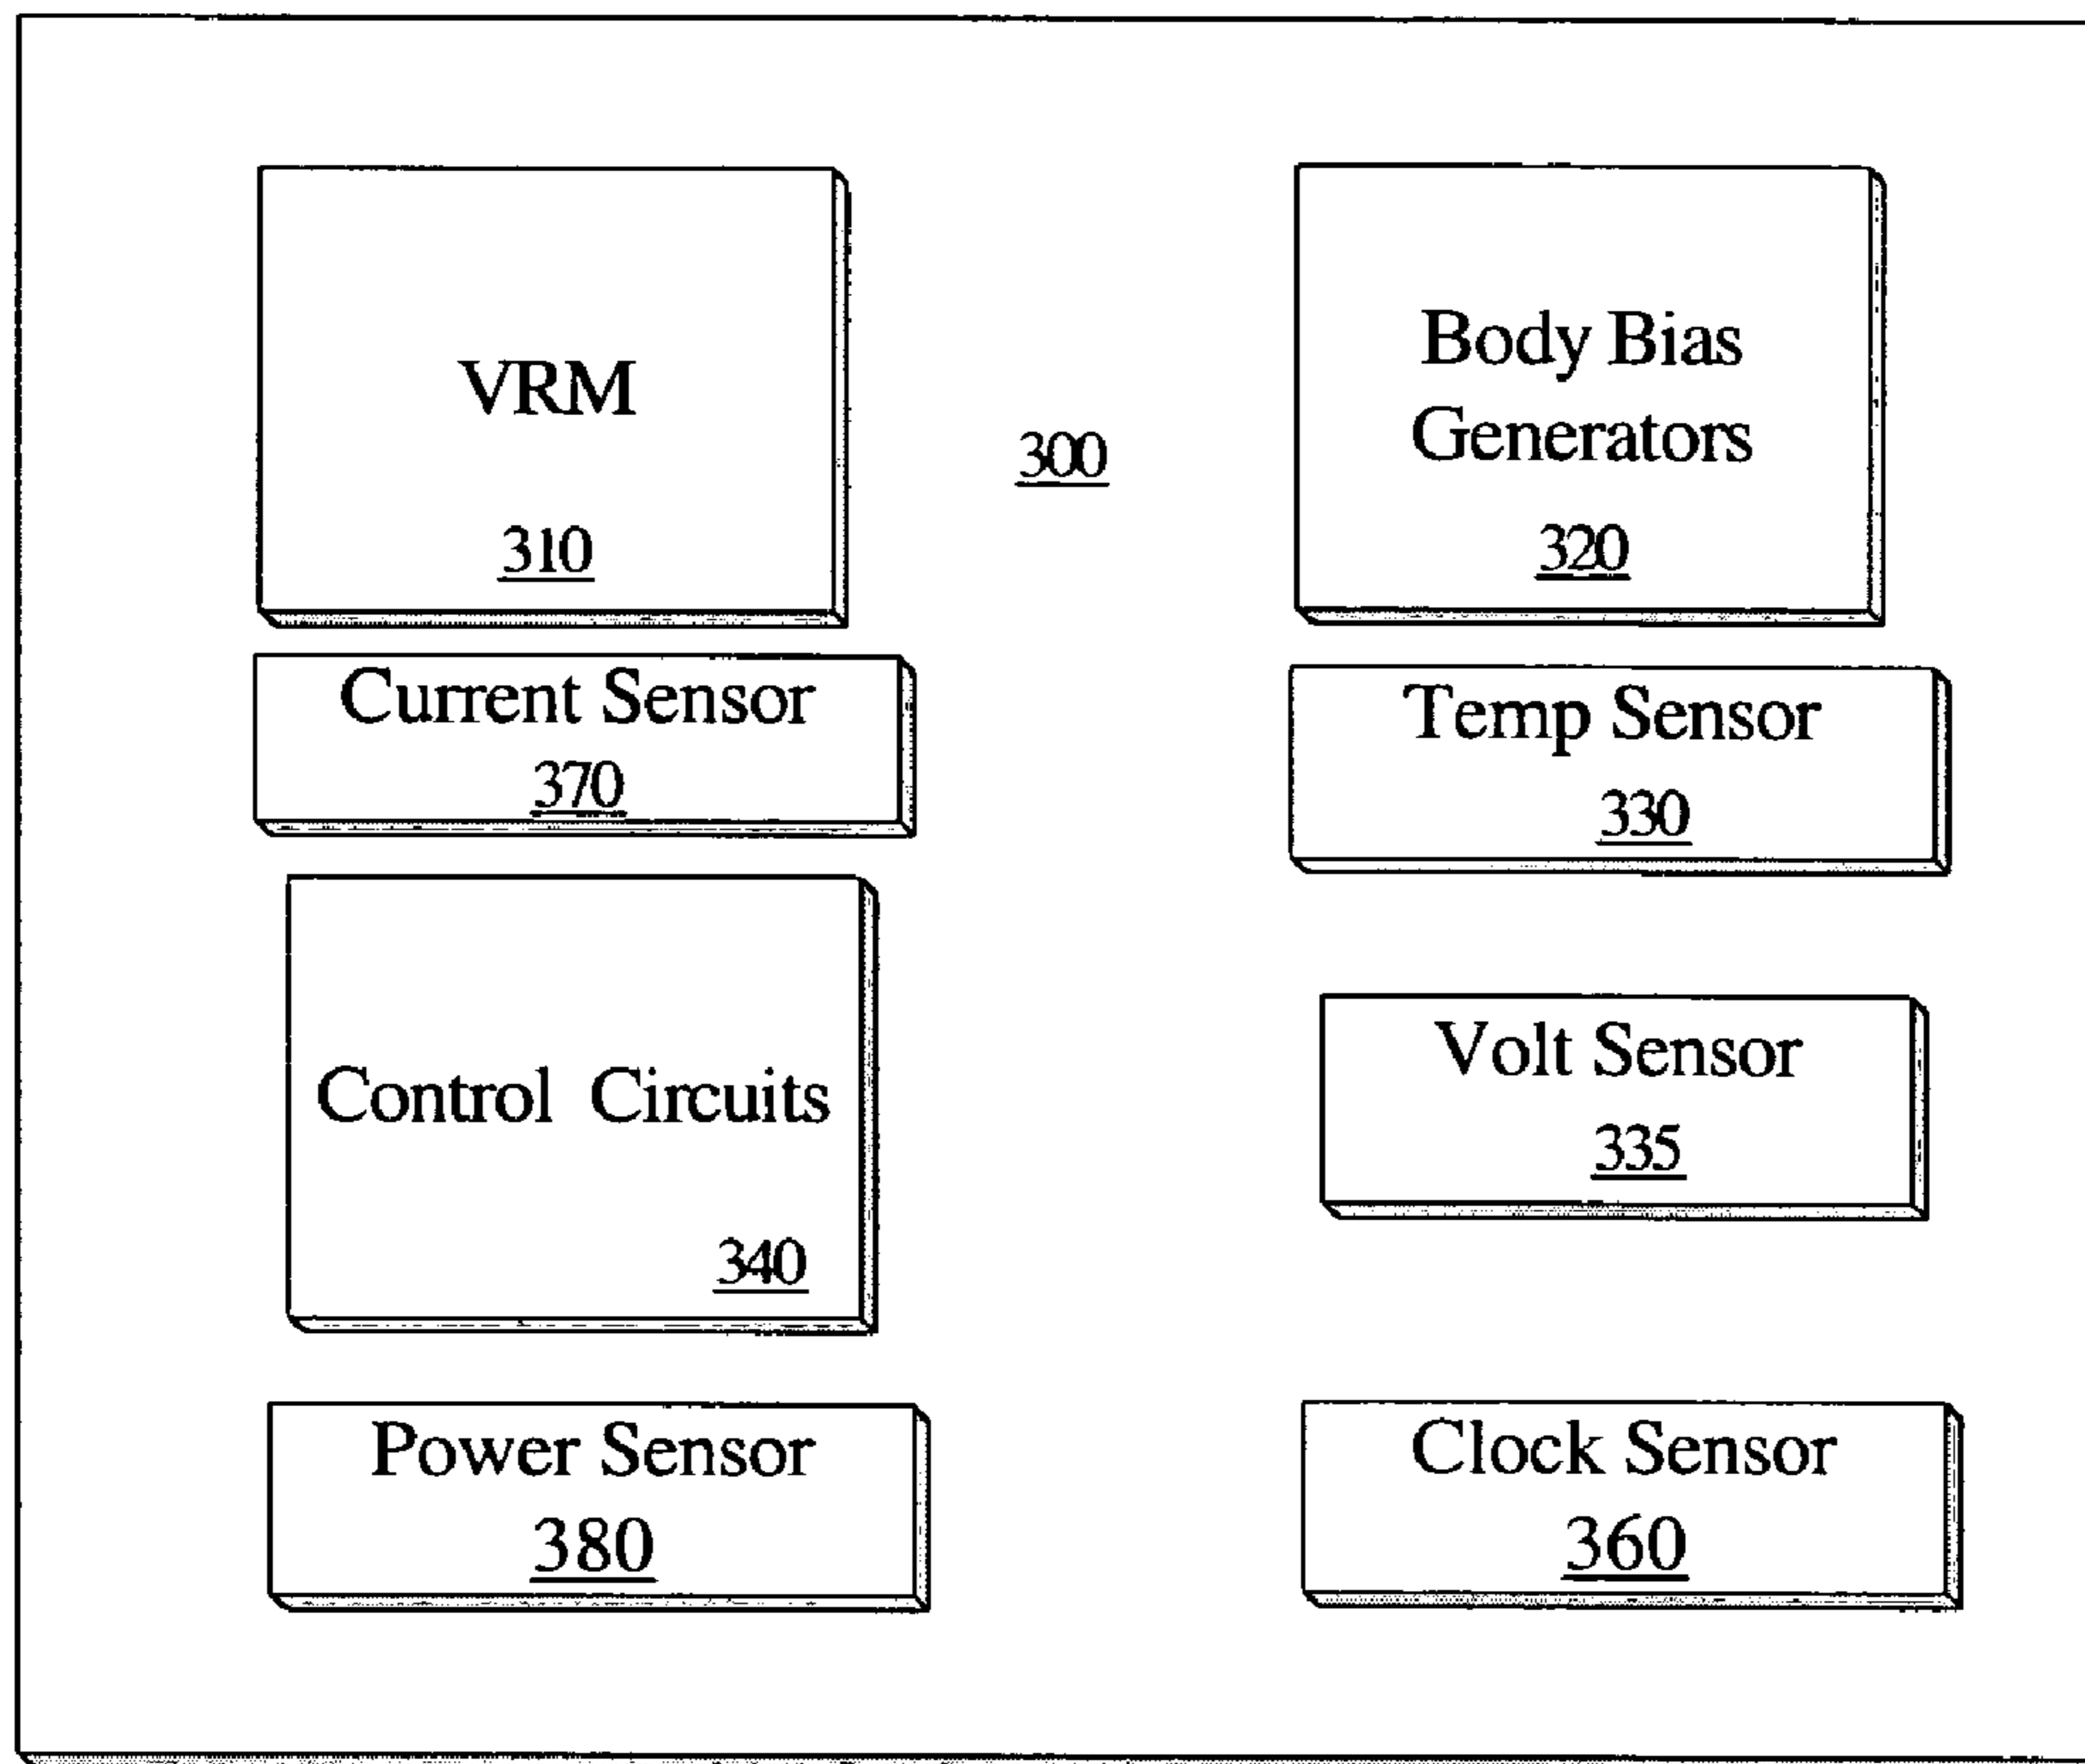 VRM
310
300
Body Bias
Generators
320
Current Sensor
370
Temp Sensor
330
Control Circuits
340
Volt Sensor
335
Power Sensor
380
Clock Sensor
360